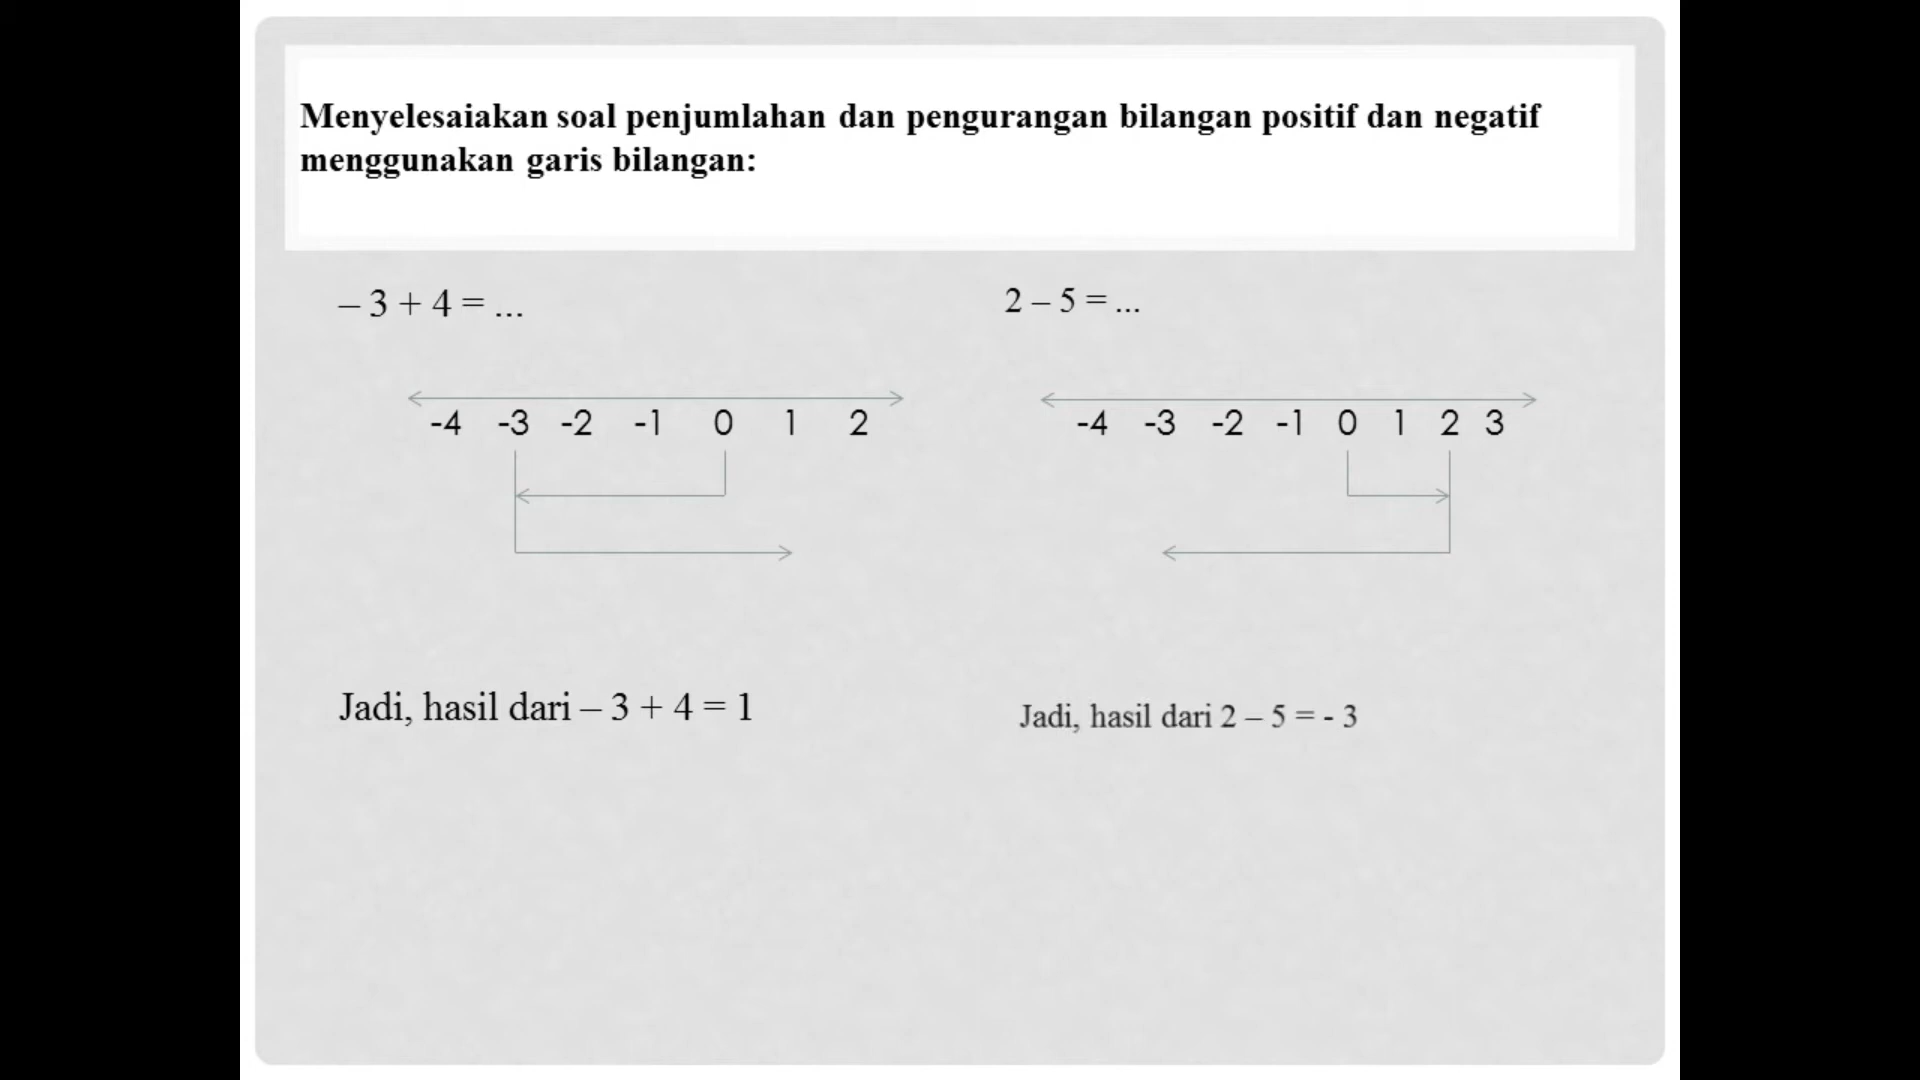 Menyelesaiakan soal penjumlahan dan pengurangan bilangan positif dan negatif
menggunakan garis bilangan:
– 3 + 4 = ...
-4 -3 -2 -1 0 1 2
Jadi, hasil dari – 3 + 4 = 1
2 – 5 = ...
-4 -3 -2 -1 0 1 2 3
Jadi, hasil dari 2 – 5 = - 3